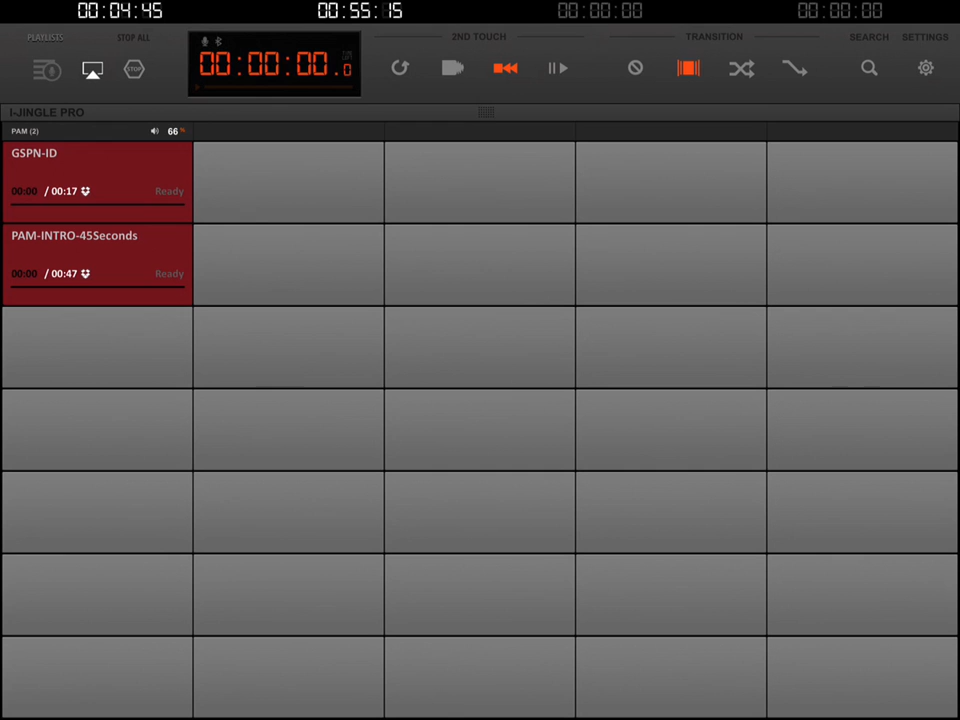 00:04:45 00:55:15 00:00:00 00:00:00
PLAYLISTS STOP ALL 2ND TOUCH TRANSITION SEARCH SETTINGS
STOP 00:00:00.0
I-JINGLE PRO
PAM (2) 66%
GSPN-ID
00:00 / 00:17 Ready
PAM-INTRO-45Seconds
00:00 / 00:47 Ready